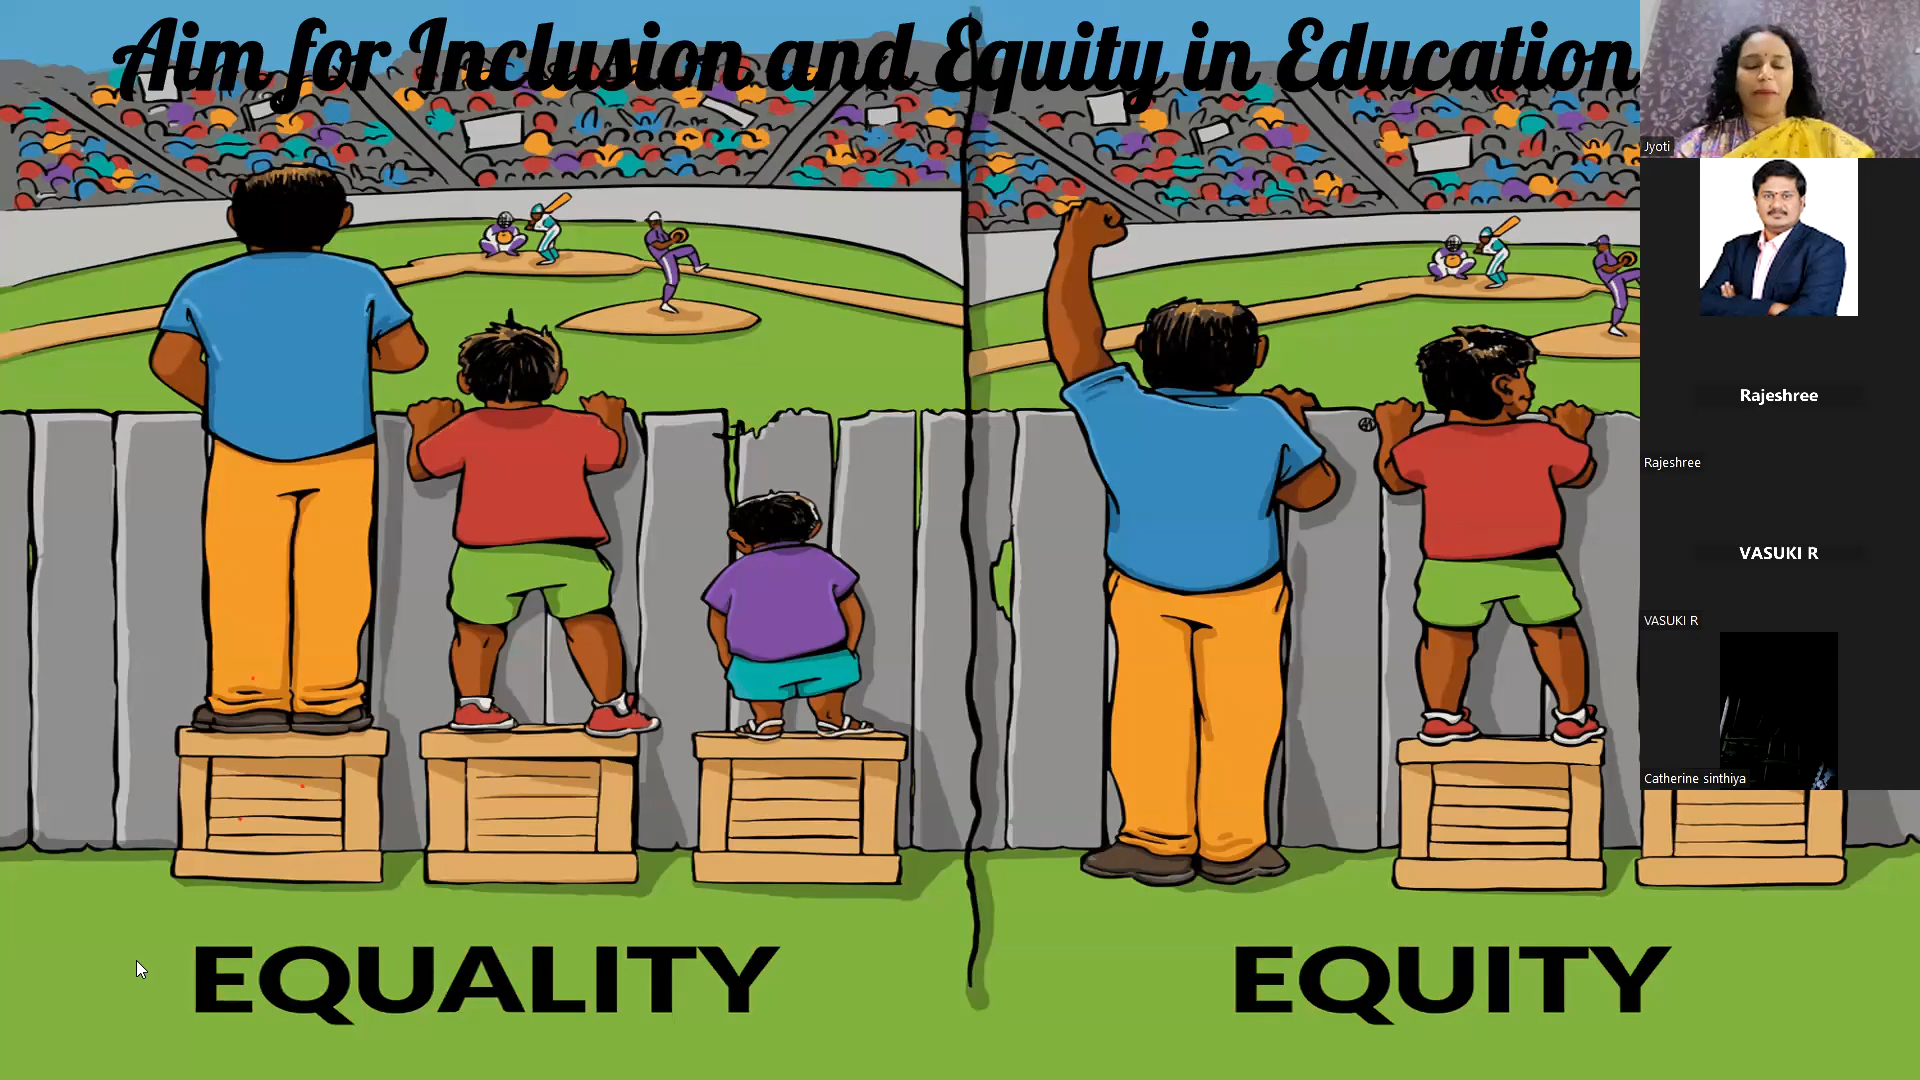 Aim for Inclusion and Equity in Education
Jyoti
Rajeshree
Rajeshree
VASUKI R
VASUKI R
Catherine sinthiya
EQUALITY
EQUITY